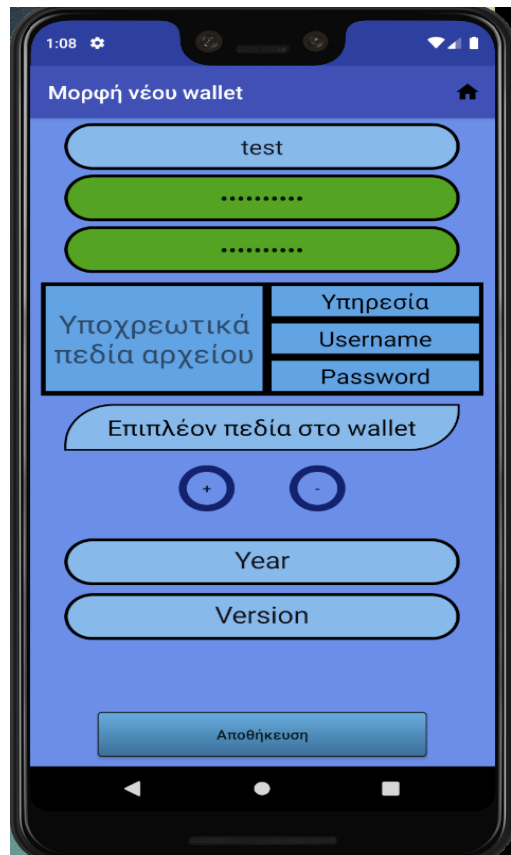 1:08
Μορφή νέου wallet
test
••••••••••
••••••••••
Υποχρεωτικά
πεδία αρχείου
Υπηρεσία
Username
Password
Επιπλέον πεδία στο wallet
+ -
Year
Version
Αποθήκευση